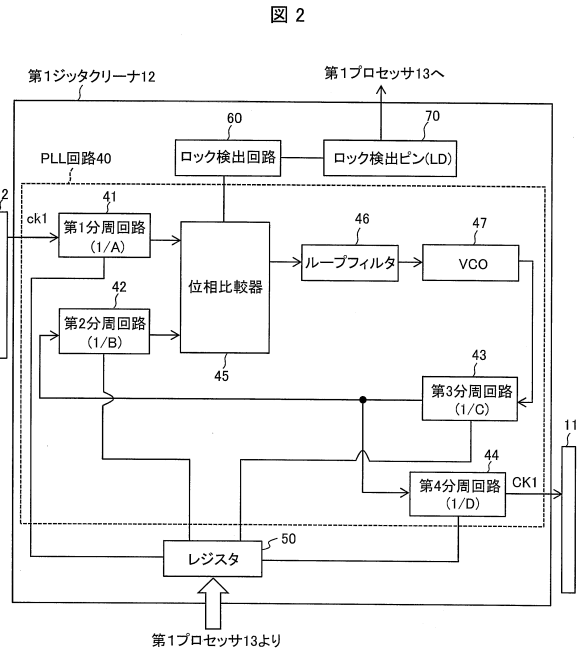 図2
第1ジッタクリーナ12
第1プロセッサ13へ
60
70
ロック検出回路
ロック検出ピン(LD)
PLL回路40
2
ck1
41
第1分周回路
(1/A)
46
47
ループフィルタ
VCO
位相比較器
42
第2分周回路
(1/B)
45
43
第3分周回路
(1/C)
11
44
第4分周回路
(1/D)
CK1
50
レジスタ
第1プロセッサ13より